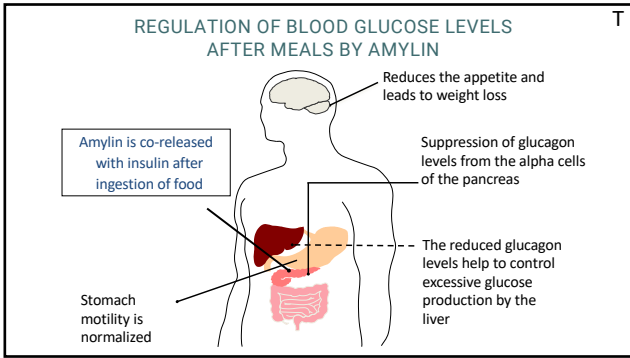 T
REGULATION OF BLOOD GLUCOSE LEVELS
AFTER MEALS BY AMYLIN
Reduces the appetite and
leads to weight loss
Amylin is co-released
with insulin after
ingestion of food
Suppression of glucagon
levels from the alpha cells
of the pancreas
The reduced glucagon
levels help to control
excessive glucose
production by the
liver
Stomach
motility is
normalized